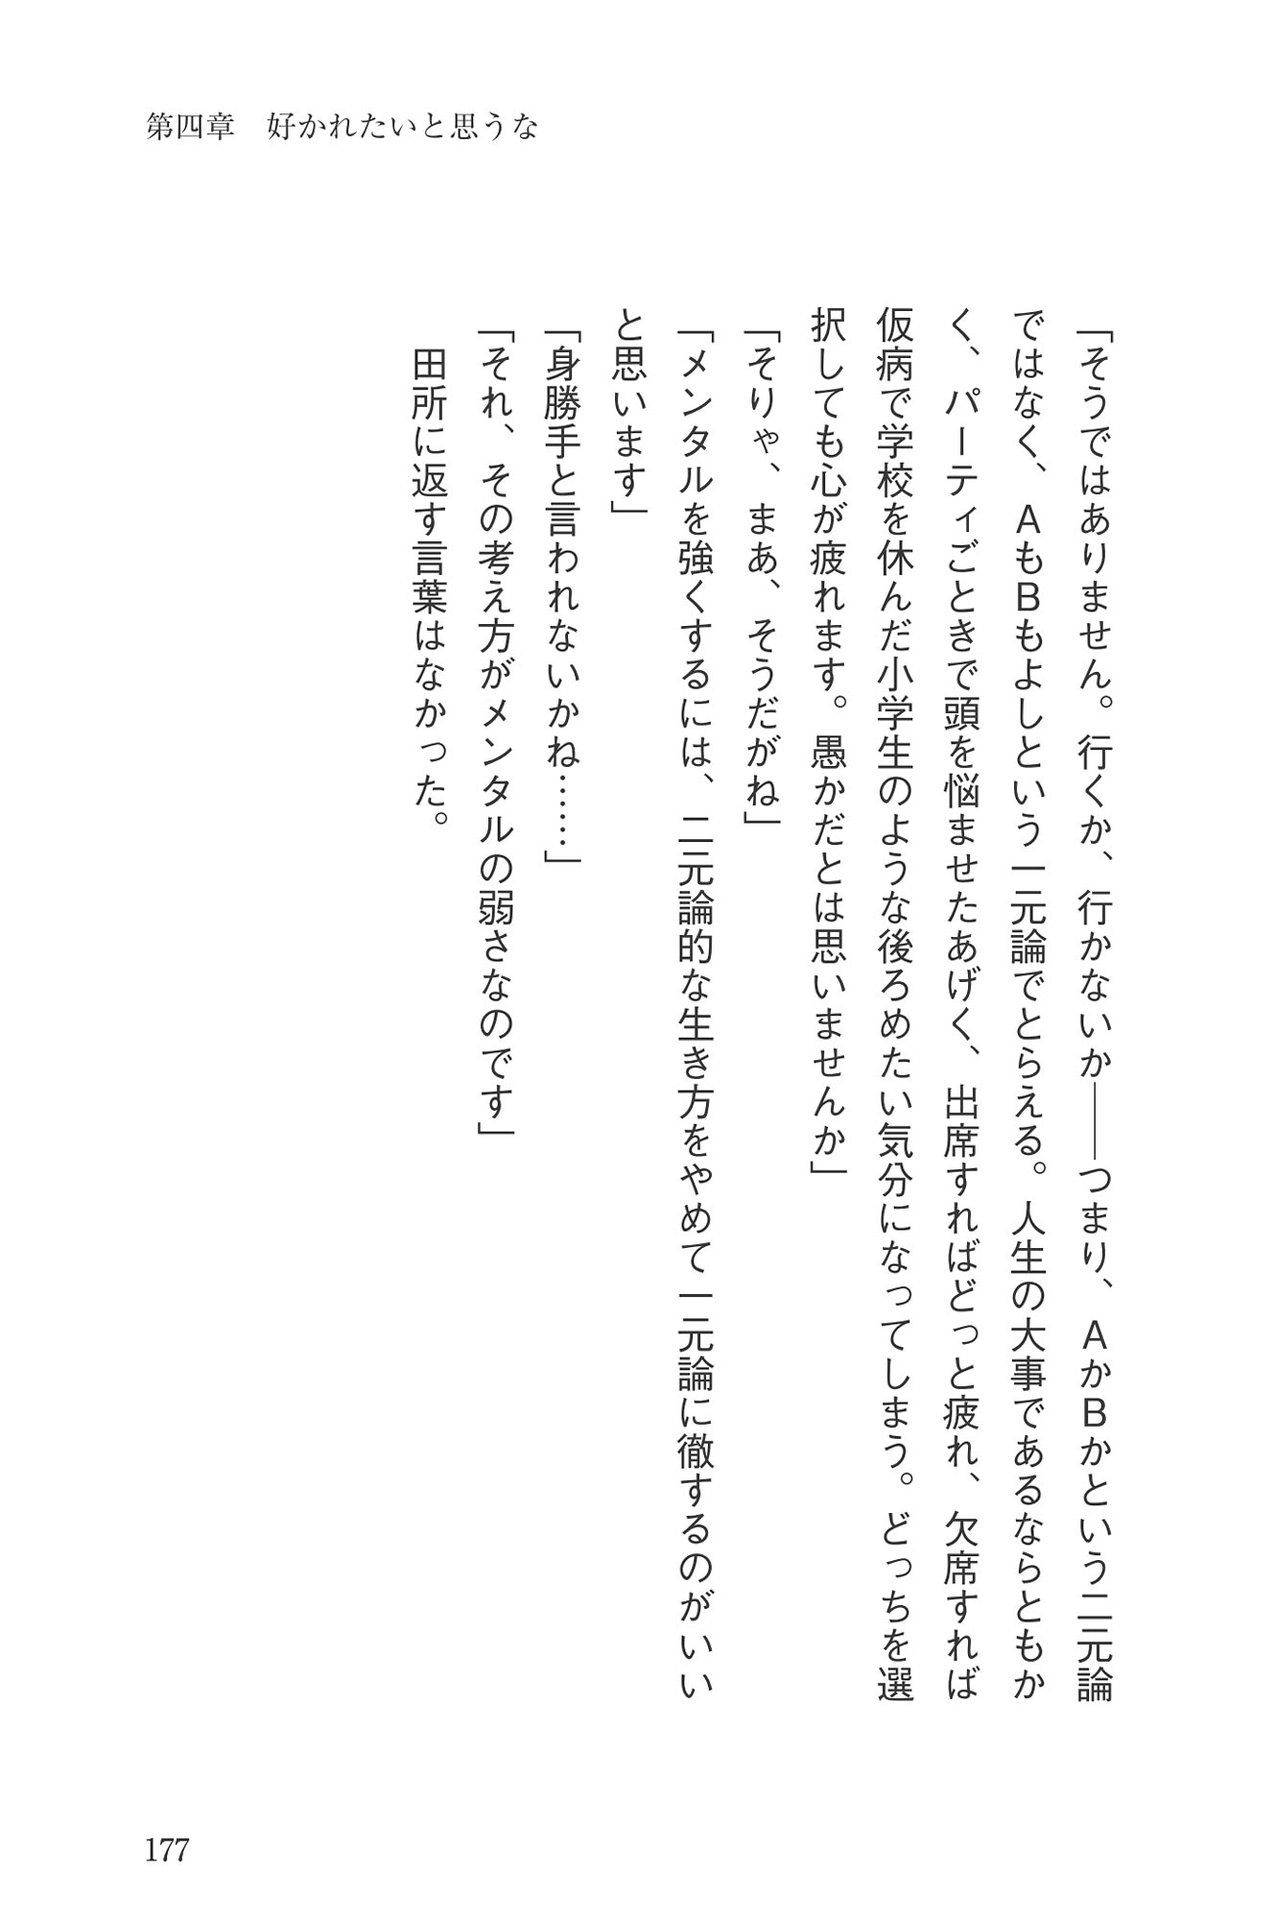 第四章　好かれたいと思うな
「そうではありません。行くか、行かないか――つまり、AかBかという二元論
ではなく、AもBもよしという一元論でとらえる。人生の大事であるならともか
く、パーティごときで頭を悩ませたあげく、出席すればどっと疲れ、欠席すれば
仮病で学校を休んだ小学生のような後ろめたい気分になってしまう。どっちを選
択しても心が疲れます。愚かだとは思いませんか」
「そりゃ、まあ、そうだがね」
「メンタルを強くするには、二元論的な生き方をやめて一元論に徹するのがいい
と思います」
「身勝手と言われないかね……」
「それ、その考え方がメンタルの弱さなのです」
　田所に返す言葉はなかった。
177